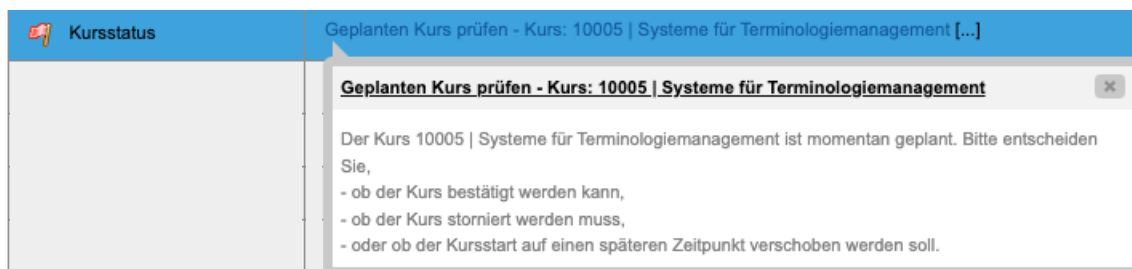 Kursstatus
Geplanten Kurs prüfen - Kurs: 10005 | Systeme für Terminologiemanagement [...]
Geplanten Kurs prüfen - Kurs: 10005 | Systeme für Terminologiemanagement
Der Kurs 10005 | Systeme für Terminologiemanagement ist momentan geplant. Bitte entscheiden
Sie,
- ob der Kurs bestätigt werden kann,
- ob der Kurs storniert werden muss,
- oder ob der Kursstart auf einen späteren Zeitpunkt verschoben werden soll.